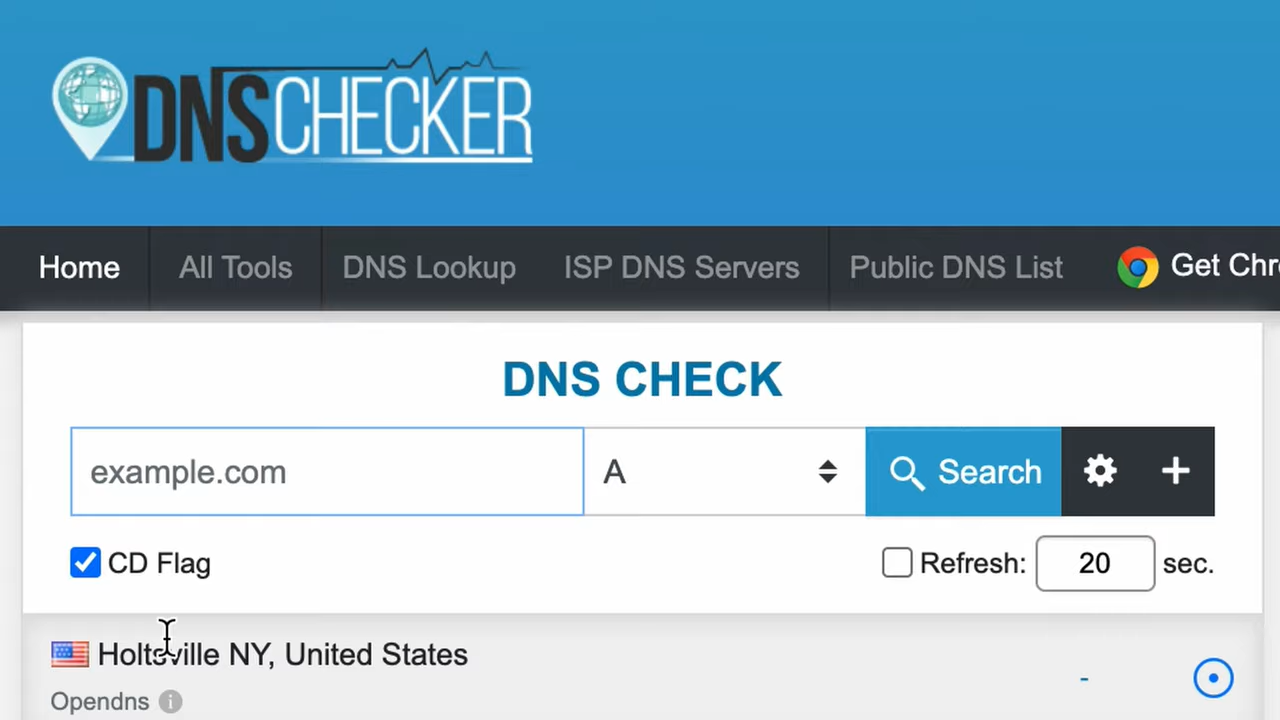 DNSCHECKER
Home All Tools DNS Lookup ISP DNS Servers Public DNS List Get Chr
DNS CHECK
example.com A Search
CD Flag Refresh: 20 sec.
Holtsville NY, United States
Opendns -